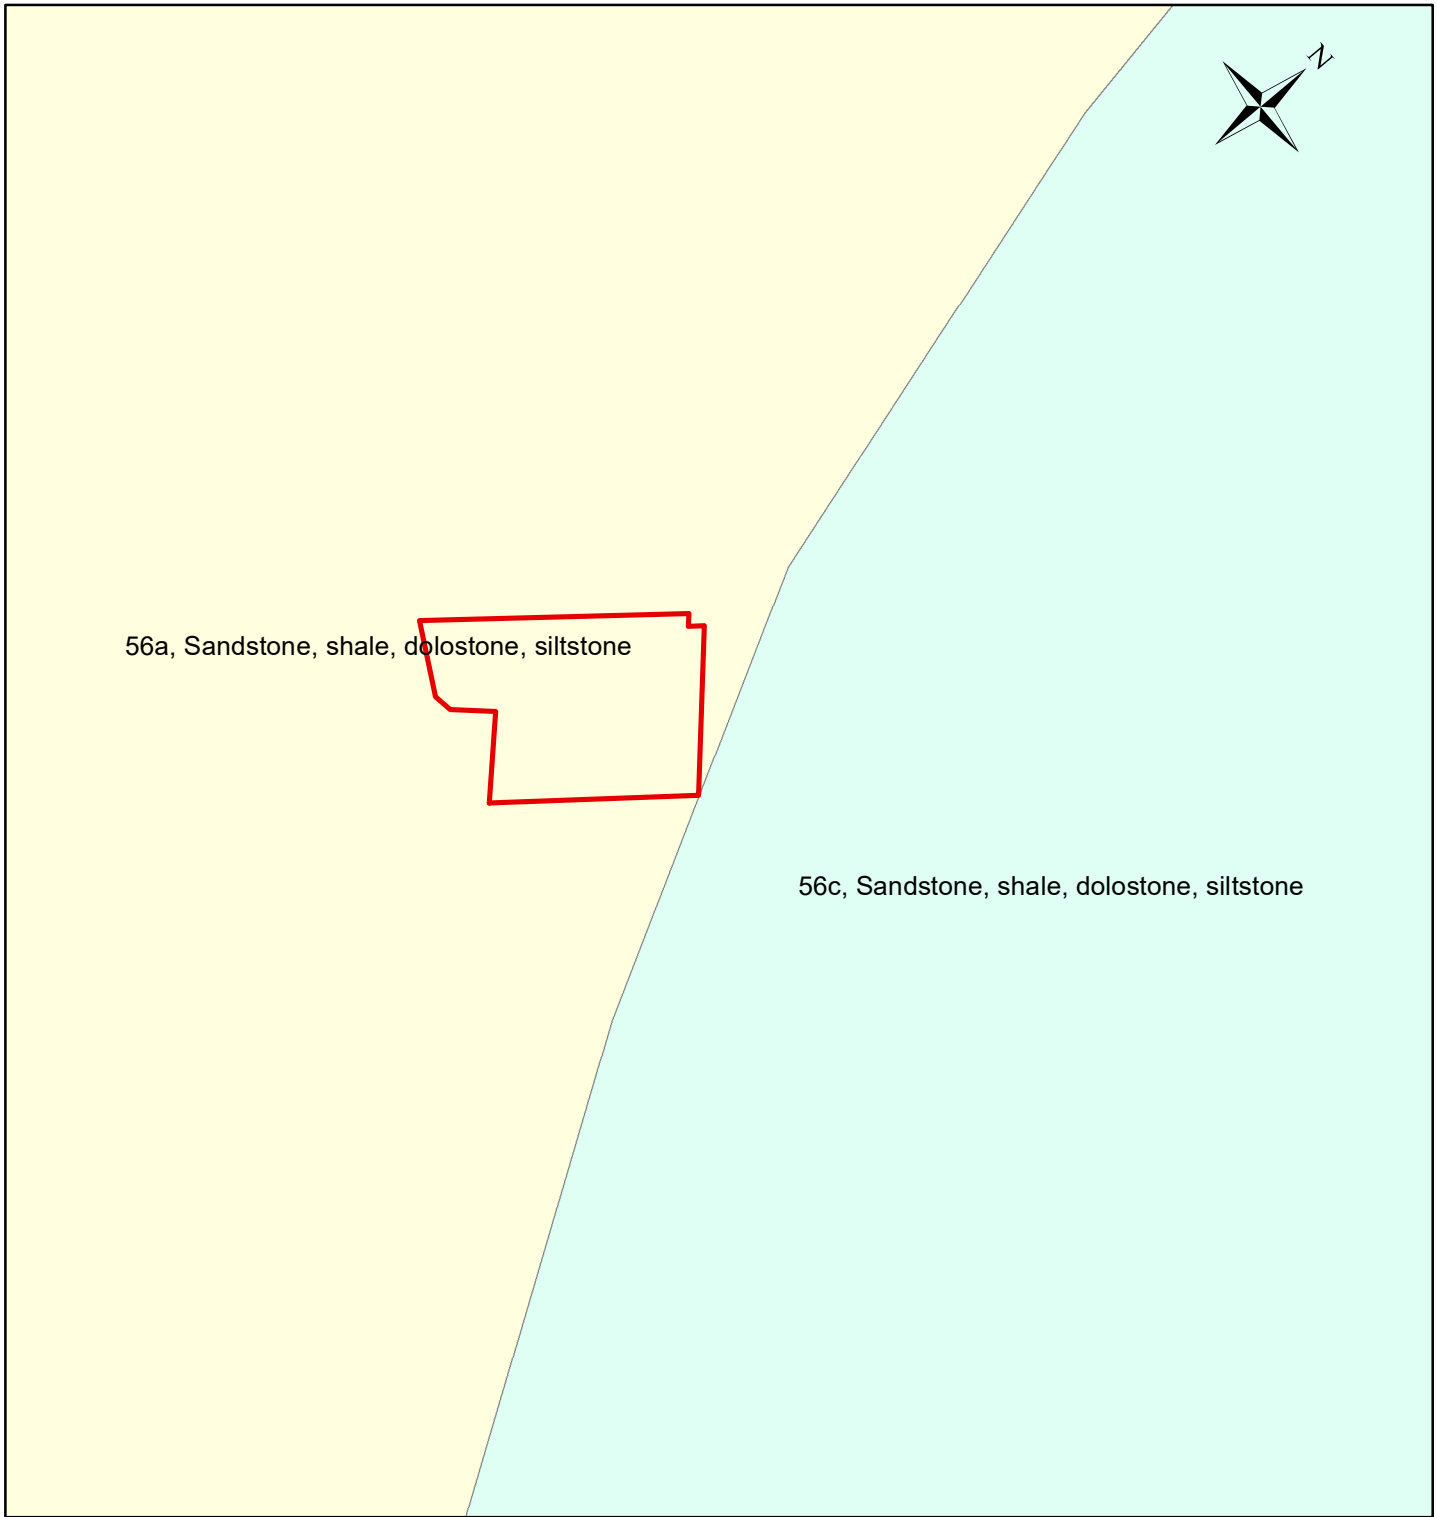 N
56a, Sandstone, shale, dolostone, siltstone
56c, Sandstone, shale, dolostone, siltstone